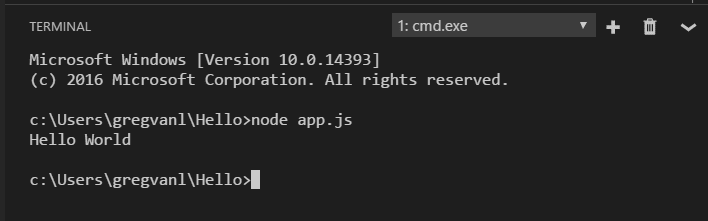 TERMINAL
1: cmd.exe
Microsoft Windows [Version 10.0.14393]
(c) 2016 Microsoft Corporation. All rights reserved.
c:\Users\gregvanl\Hello>node app.js
Hello World
c:\Users\gregvanl\Hello>